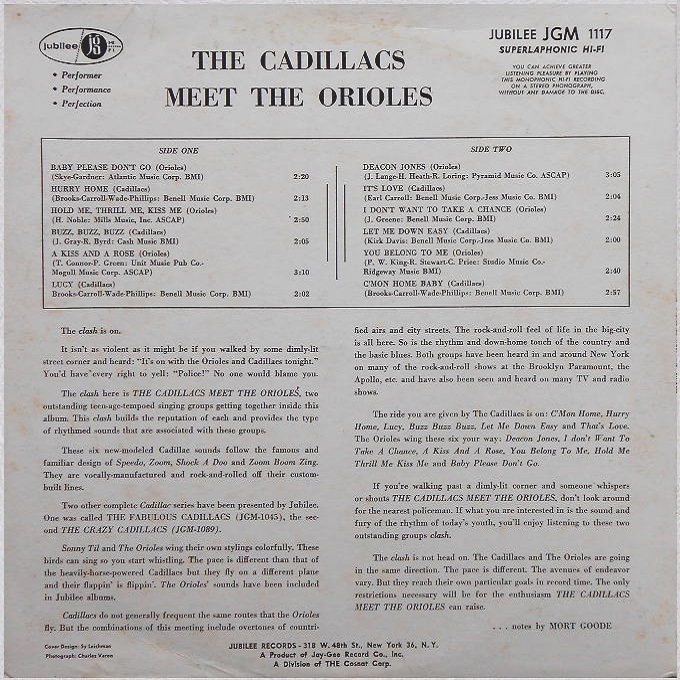 jubilee jgs HI-FI
• Performer
• Performance
• Perfection
THE CADILLACS
MEET THE ORIOLES
JUBILEE JGM 1117
SUPERLAPHONIC HI-FI
YOU CAN ACHIEVE GREATER
LISTENING PLEASURE BY PLAYING
THIS MONOPHONIC HI-FI RECORDING
ON A STEREO PHONOGRAPH,
WITHOUT ANY DAMAGE TO THE DISC.
SIDE ONE
BABY PLEASE DON'T GO (Orioles)
(Skye-Gardner: Atlantic Music Corp. BMI) 2:20
HURRY HOME (Cadillacs)
(Brooks-Carroll-Wade-Phillips: Benell Music Corp. BMI) 2:13
HOLD ME, THRILL ME, KISS ME (Orioles)
(H. Noble: Mills Music, Inc. ASCAP) 2:50
BUZZ, BUZZ, BUZZ (Cadillacs)
(J. Gray-R. Byrd: Cash Music BMI) 2:05
A KISS AND A ROSE (Orioles)
(T. Connor-P. Green: Unit Music Pub Co.-
Mogull Music Corp. ASCAP) 3:10
LUCY (Cadillacs)
Brooks-Carroll-Wade-Phillips: Benell Music Corp. BMI) 2:02
SIDE TWO
DEACON JONES (Orioles)
(J. Lange-H. Heath-R. Loring: Pyramid Music Co. ASCAP) 3:05
IT'S LOVE (Cadillacs)
(Earl Carroll: Benell Music Corp.-Jess Music Co. BMI) 2:04
I DON'T WANT TO TAKE A CHANCE (Orioles)
(J. Greene: Benell Music Corp. BMI) 2:24
LET ME DOWN EASY (Cadillacs)
(Kirk Davis: Benell Music Corp-Jess Music Co. BMI) 2:00
YOU BELONG TO ME (Orioles)
(P. W. King-R. Stewart-C. Price: Studio Music Co.-
Ridgeway Music BMI) 2:40
C'MON HOME BABY (Cadillacs)
(Brooks-Carroll-Wade-Phillips: Benell Music Corp. BMI) 2:57
The clash is on.
It isn't as violent as it might be if you walked by some dimly-lit
street corner and heard: "It's on with the Orioles and Cadillacs tonight."
You'd have every right to yell: "Police!" No one would blame you.
The clash here is THE CADILLACS MEET THE ORIOLES, two
outstanding teen-age-tempoed singing groups getting together inside
this album. This clash builds the reputation of each and provides the type
of rhythmed sounds that are associated with these groups.
These six new-modeled Cadillac sounds follow the famous and
familiar design of Speedo, Zoom, Shock A Doo and Zoom Boom Zing.
They are vocally-manufactured and rock-and-rolled off their custom-
built lines.
Two other complete Cadillac series have been presented by Jubilee.
One was called THE FABULOUS CADILLACS (JGM-1045), the sec-
ond THE CRAZY CADILLACS (JGM-1089).
Sonny Til and The Orioles wing their own stylings colorfully. These
birds can sing so you start whistling. The pace is different than that of
the heavily-horse-powered Cadillacs but they fly on a different plane
and their flappin' is flippin'. The Orioles' sounds have been included
in Jubilee albums.
Cadillacs do not generally frequent the same routes that the Orioles
fly. But the combinations of this meeting include overtones of countri-
fied airs and city streets. The rock-and-roll feel of life in the big-city
is all here. So is the rhythm and down-home touch of the country and
the basic blues. Both groups have been heard in and around New York
on many of the rock-and-roll shows at the Brooklyn Paramount, the
Apollo, etc. and have also been seen and heard on many TV and radio
shows.
The ride you are given by The Cadillacs is on: C'Mon Home, Hurry
Home, Lucy, Buzz Buzz Buzz, Let Me Down Easy and That's Love.
The Orioles wing these six your way: Deacon Jones, I don't Want To
Take A Chance, A Kiss And A Rose, You Belong To Me, Hold Me
Thrill Me Kiss Me and Baby Please Don't Go.
If you're walking past a dimly-lit corner and someone whispers
or shouts THE CADILLACS MEET THE ORIOLES, don't look around
for the nearest policeman. If what you are interested in is the sound and
fury of the rhythm of today's youth, you'll enjoy listening to these two
outstanding groups clash.
The clash is not head on. The Cadillacs and The Orioles are going
in the same direction. The pace is different. The avenues of endeavor
vary. But they reach their own particular goals in record time. The only
restrictions necessary will be for the enthusiasm THE CADILLACS
MEET THE ORIOLES can raise.
. . . notes by MORT GOODE
Cover Design: Sy Leichman
Photograph: Charles Varon
JUBILEE RECORDS - 318 W. 48th St., New York 36, N. Y.
A Product of Jay-Gee Record Co., Inc.
A Division of THE Cosnat Corp.